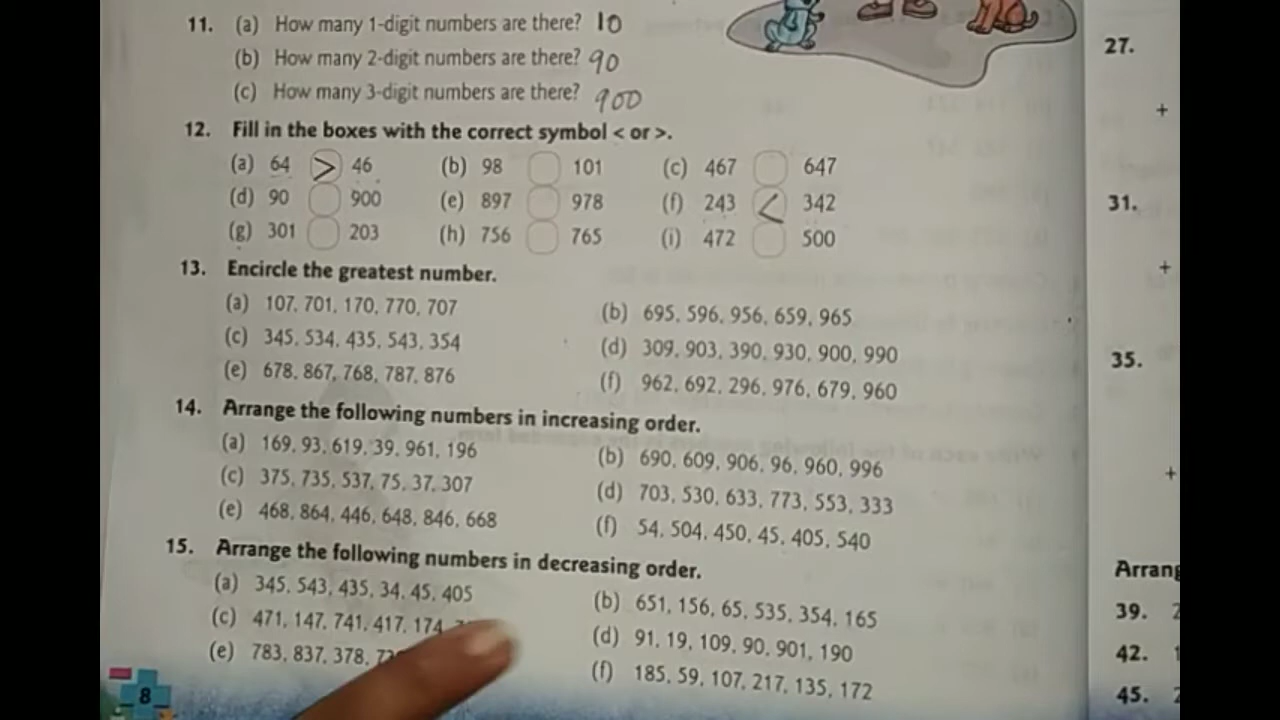 11. (a) How many 1-digit numbers are there? 10
(b) How many 2-digit numbers are there? 90
(c) How many 3-digit numbers are there? 900
12. Fill in the boxes with the correct symbol < or >.
(a) 64 > 46 (b) 98 101 (c) 467 647
(d) 90 900 (e) 897 978 (f) 243 < 342
(g) 301 203 (h) 756 765 (i) 472 500
13. Encircle the greatest number.
(a) 107, 701, 170, 770, 707 (b) 695, 596, 956, 659, 965
(c) 345, 534, 435, 543, 354 (d) 309, 903, 390, 930, 900, 990
(e) 678, 867, 768, 787, 876 (f) 962, 692, 296, 976, 679, 960
14. Arrange the following numbers in increasing order.
(a) 169, 93, 619, 39, 961, 196 (b) 690, 609, 906, 96, 960, 996
(c) 375, 735, 537, 75, 37, 307 (d) 703, 530, 633, 773, 553, 333
(e) 468, 864, 446, 648, 846, 668 (f) 54, 504, 450, 45, 405, 540
15. Arrange the following numbers in decreasing order.
(a) 345, 543, 435, 34, 45, 405 (b) 651, 156, 65, 535, 354, 165
(c) 471, 147, 741, 417, 174, (d) 91, 19, 109, 90, 901, 190
(e) 783, 837, 378, (f) 185, 59, 107, 217, 135, 172
8
27.
+
31.
+
35.
+
39.
42.
45.